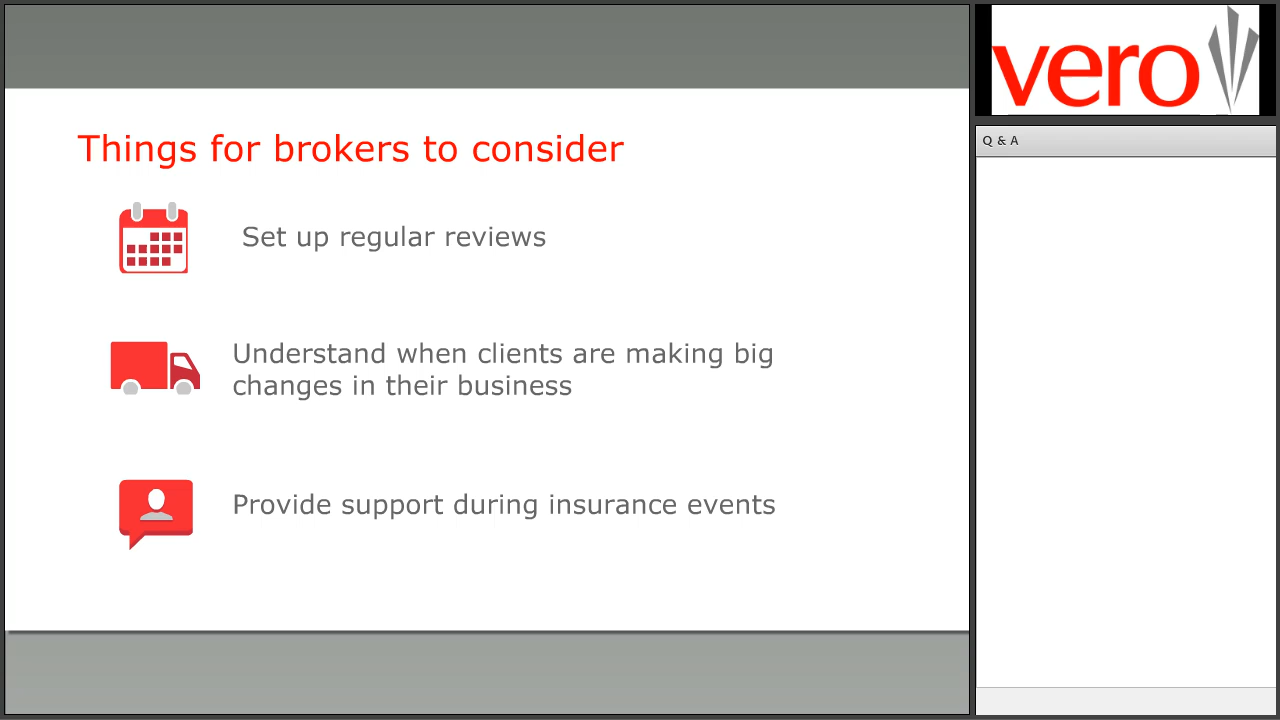 Things for brokers to consider
Set up regular reviews
Understand when clients are making big
changes in their business
Provide support during insurance events
vero
Q & A